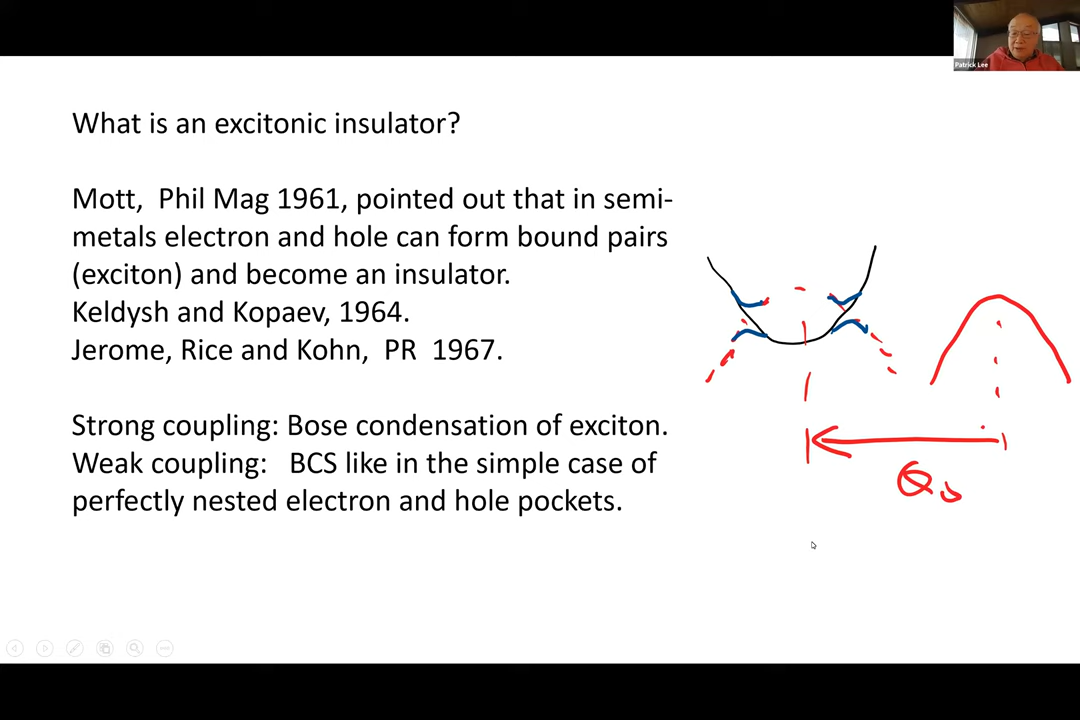 Patrick Lee
What is an excitonic insulator?
Mott, Phil Mag 1961, pointed out that in semi-
metals electron and hole can form bound pairs
(exciton) and become an insulator.
Keldysh and Kopaev, 1964.
Jerome, Rice and Kohn, PR 1967.
Strong coupling: Bose condensation of exciton.
Weak coupling: BCS like in the simple case of
perfectly nested electron and hole pockets.